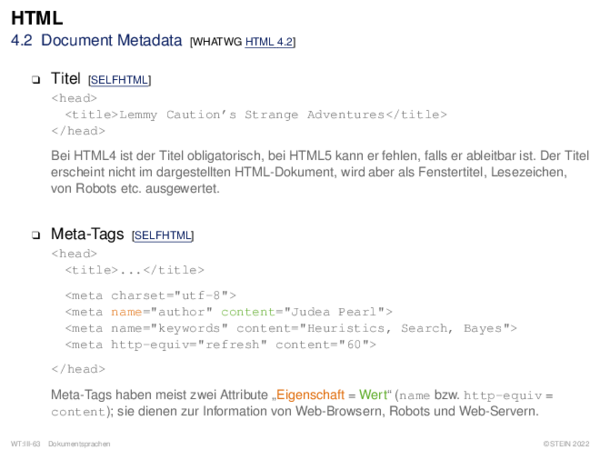 HTML
4.2 Document Metadata [WHATWG HTML 4.2]
❑ Titel [SELFHTML]
<head>
<title>Lemmy Caution's Strange Adventures</title>
</head>
Bei HTML4 ist der Titel obligatorisch, bei HTML5 kann er fehlen, falls er ableitbar ist. Der Titel
erscheint nicht im dargestellten HTML-Dokument, wird aber als Fenstertitel, Lesezeichen,
von Robots etc. ausgewertet.
❑ Meta-Tags [SELFHTML]
<head>
<title>...</title>
<meta charset="utf-8">
<meta name="author" content="Judea Pearl">
<meta name="keywords" content="Heuristics, Search, Bayes">
<meta http-equiv="refresh" content="60">
</head>
Meta-Tags haben meist zwei Attribute „Eigenschaft = Wert“ (name bzw. http-equiv =
content); sie dienen zur Information von Web-Browsern, Robots und Web-Servern.
WT:III-63 Dokumentsprachen ©STEIN 2022